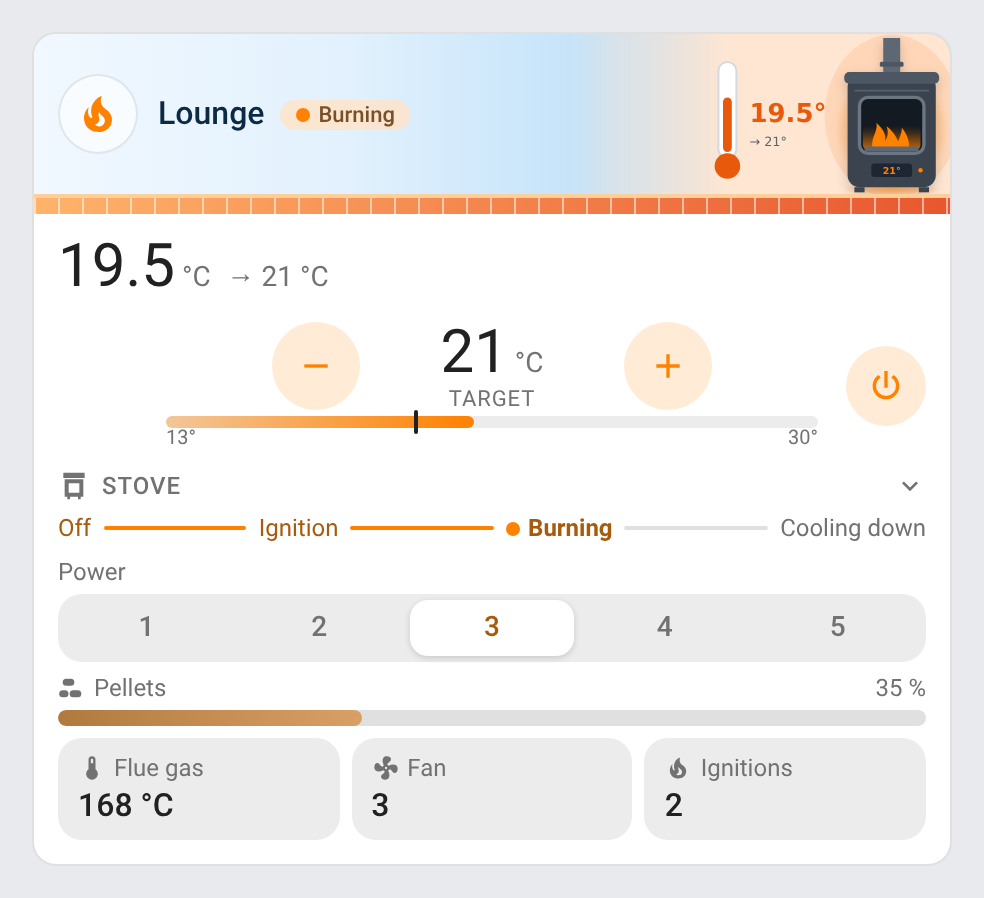 Lounge
Burning
19.5°
→ 21°
21°
19.5 °C → 21 °C
21 °C
TARGET
13°
30°
STOVE
Off Ignition Burning Cooling down
Power
1 2 3 4 5
Pellets 35 %
Flue gas
168 °C
Fan
3
Ignitions
2